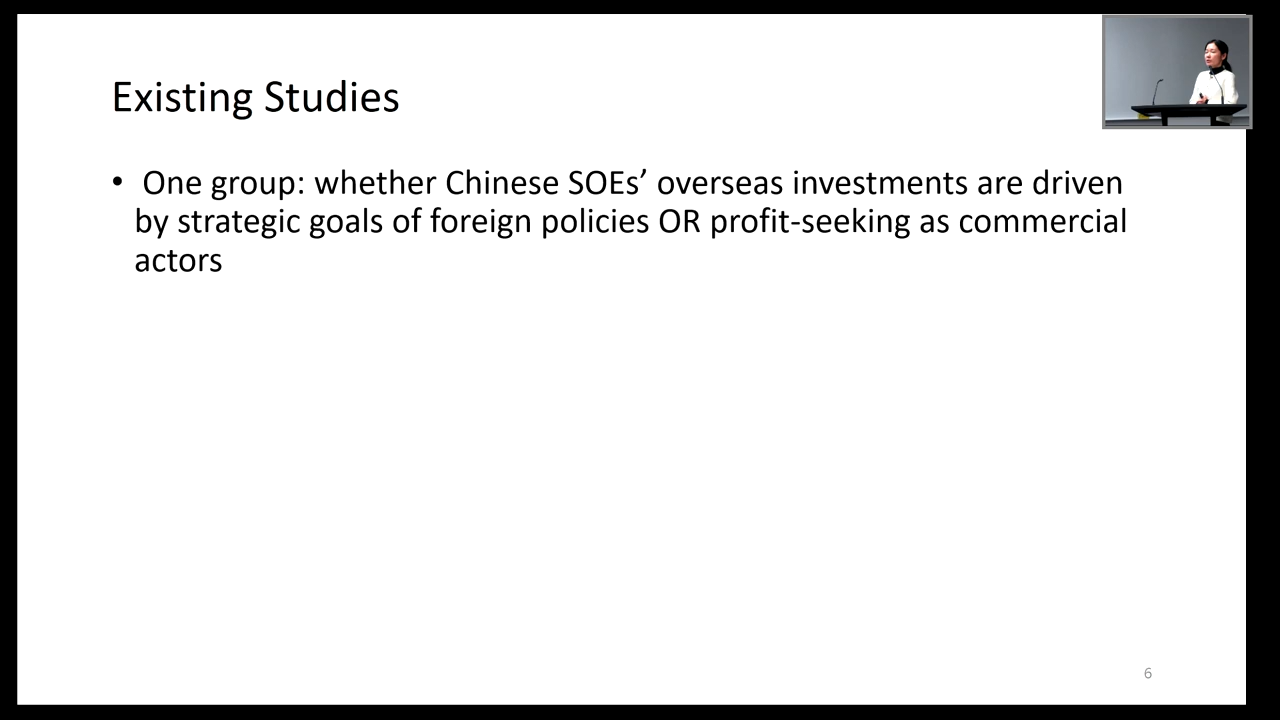 Existing Studies
• One group: whether Chinese SOEs’ overseas investments are driven
by strategic goals of foreign policies OR profit-seeking as commercial
actors
6